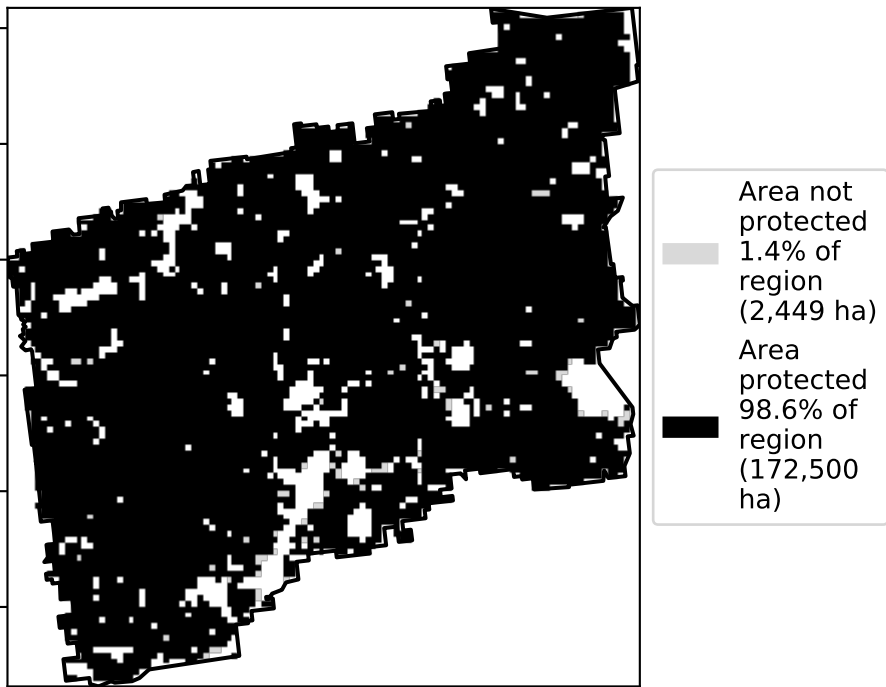 Area not
protected
1.4% of
region
(2,449 ha)
Area
protected
98.6% of
region
(172,500
ha)